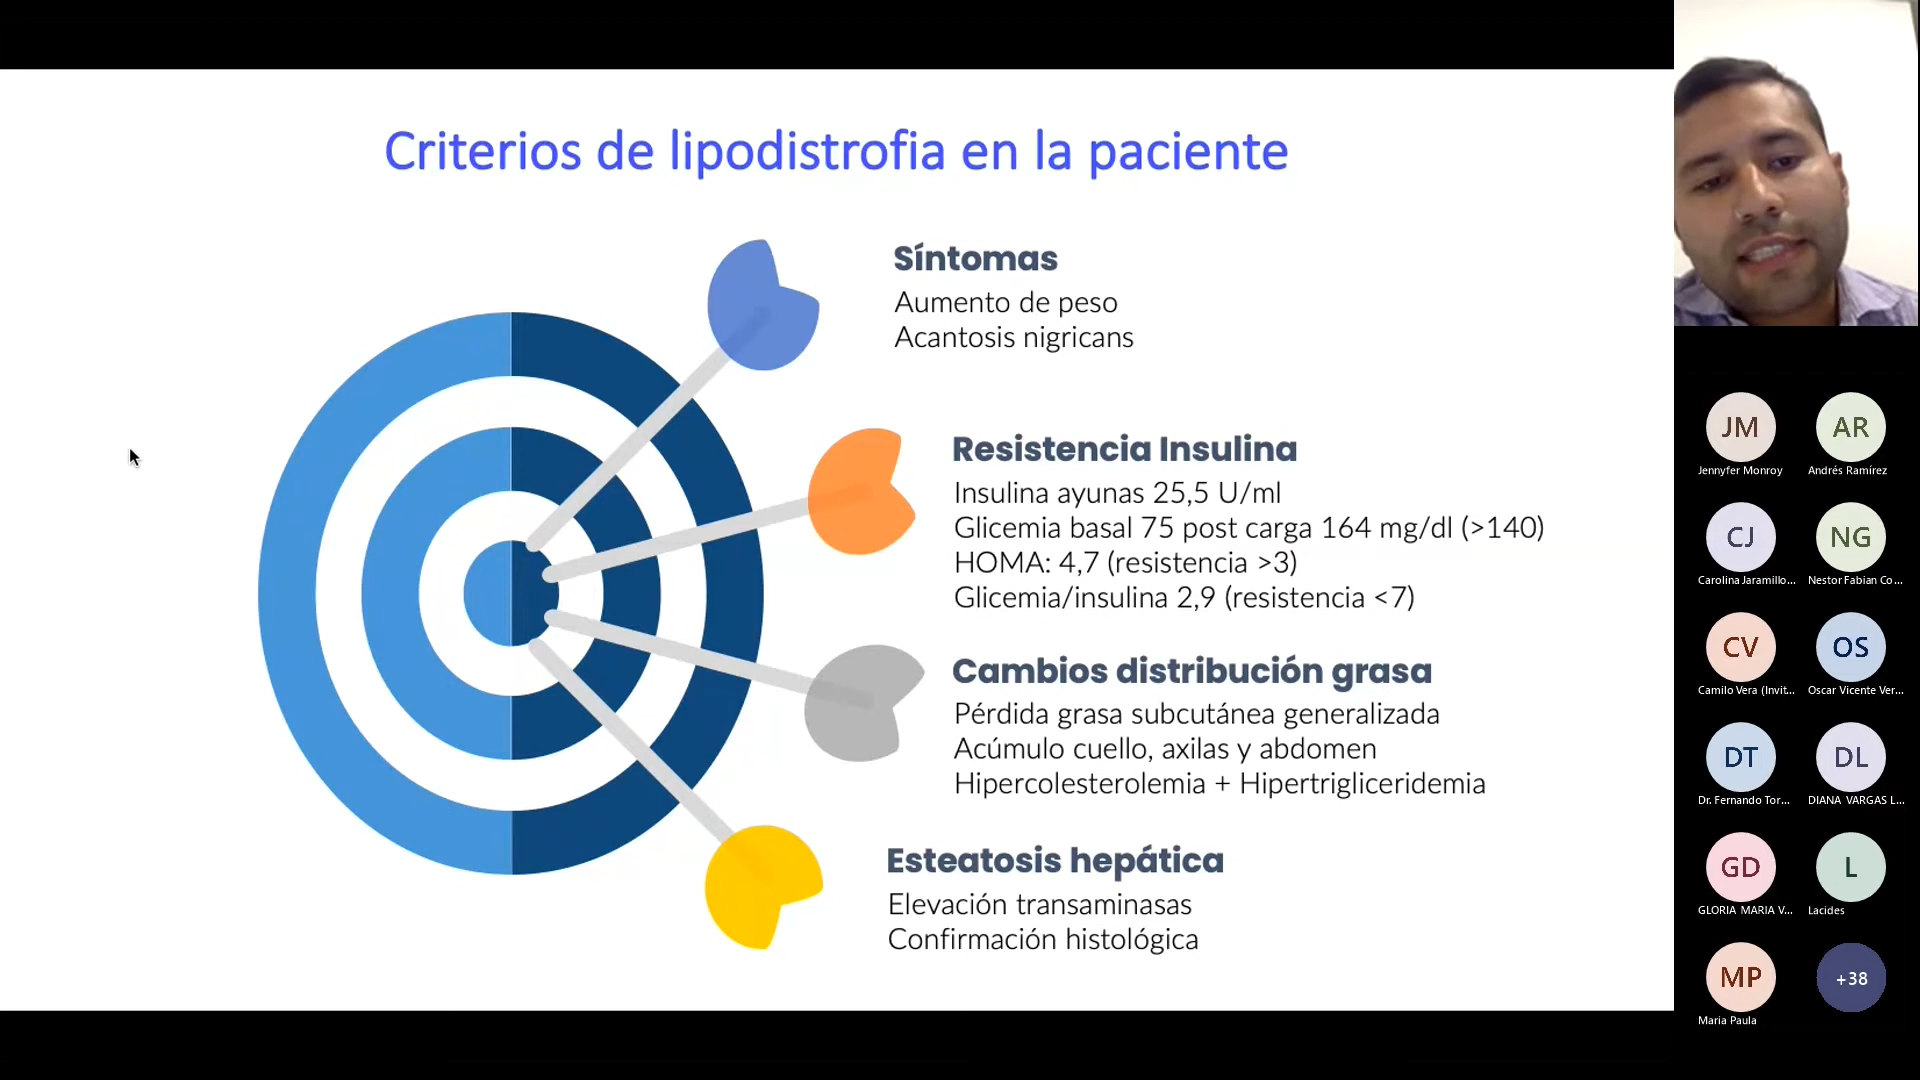 Criterios de lipodistrofia en la paciente
Síntomas
Aumento de peso
Acantosis nigricans
Resistencia Insulina
Insulina ayunas 25,5 U/ml
Glicemia basal 75 post carga 164 mg/dl (>140)
HOMA: 4,7 (resistencia >3)
Glicemia/insulina 2,9 (resistencia <7)
Cambios distribución grasa
Pérdida grasa subcutánea generalizada
Acúmulo cuello, axilas y abdomen
Hipercolesterolemia + Hipertrigliceridemia
Esteatosis hepática
Elevación transaminasas
Confirmación histológica
JM
AR
Jennyfer Monroy
Andrés Ramírez
CJ
NG
Carolina Jaramillo...
Nestor Fabian Co...
CV
OS
Camilo Vera (Invit...
Oscar Vicente Ver...
DT
DL
Dr. Fernando Tor...
DIANA VARGAS L...
GD
L
GLORIA MARIA V...
Lacides
MP
+38
Maria Paula